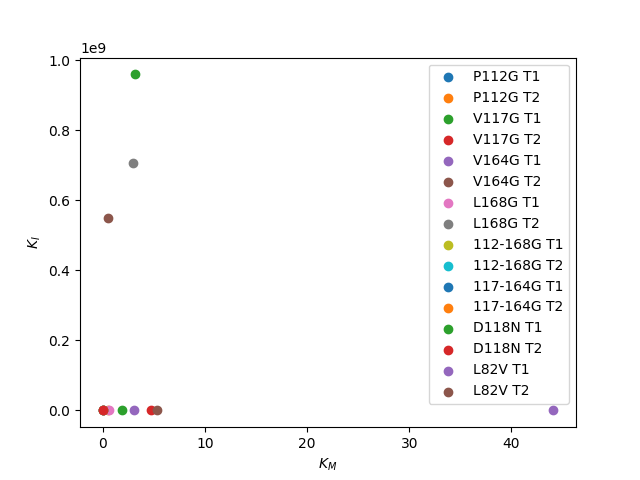 1e9
1.0
0.8
0.6
0.4
0.2
0.0
K_I
0
10
20
30
40
K_M
P112G T1
P112G T2
V117G T1
V117G T2
V164G T1
V164G T2
L168G T1
L168G T2
112-168G T1
112-168G T2
117-164G T1
117-164G T2
D118N T1
D118N T2
L82V T1
L82V T2